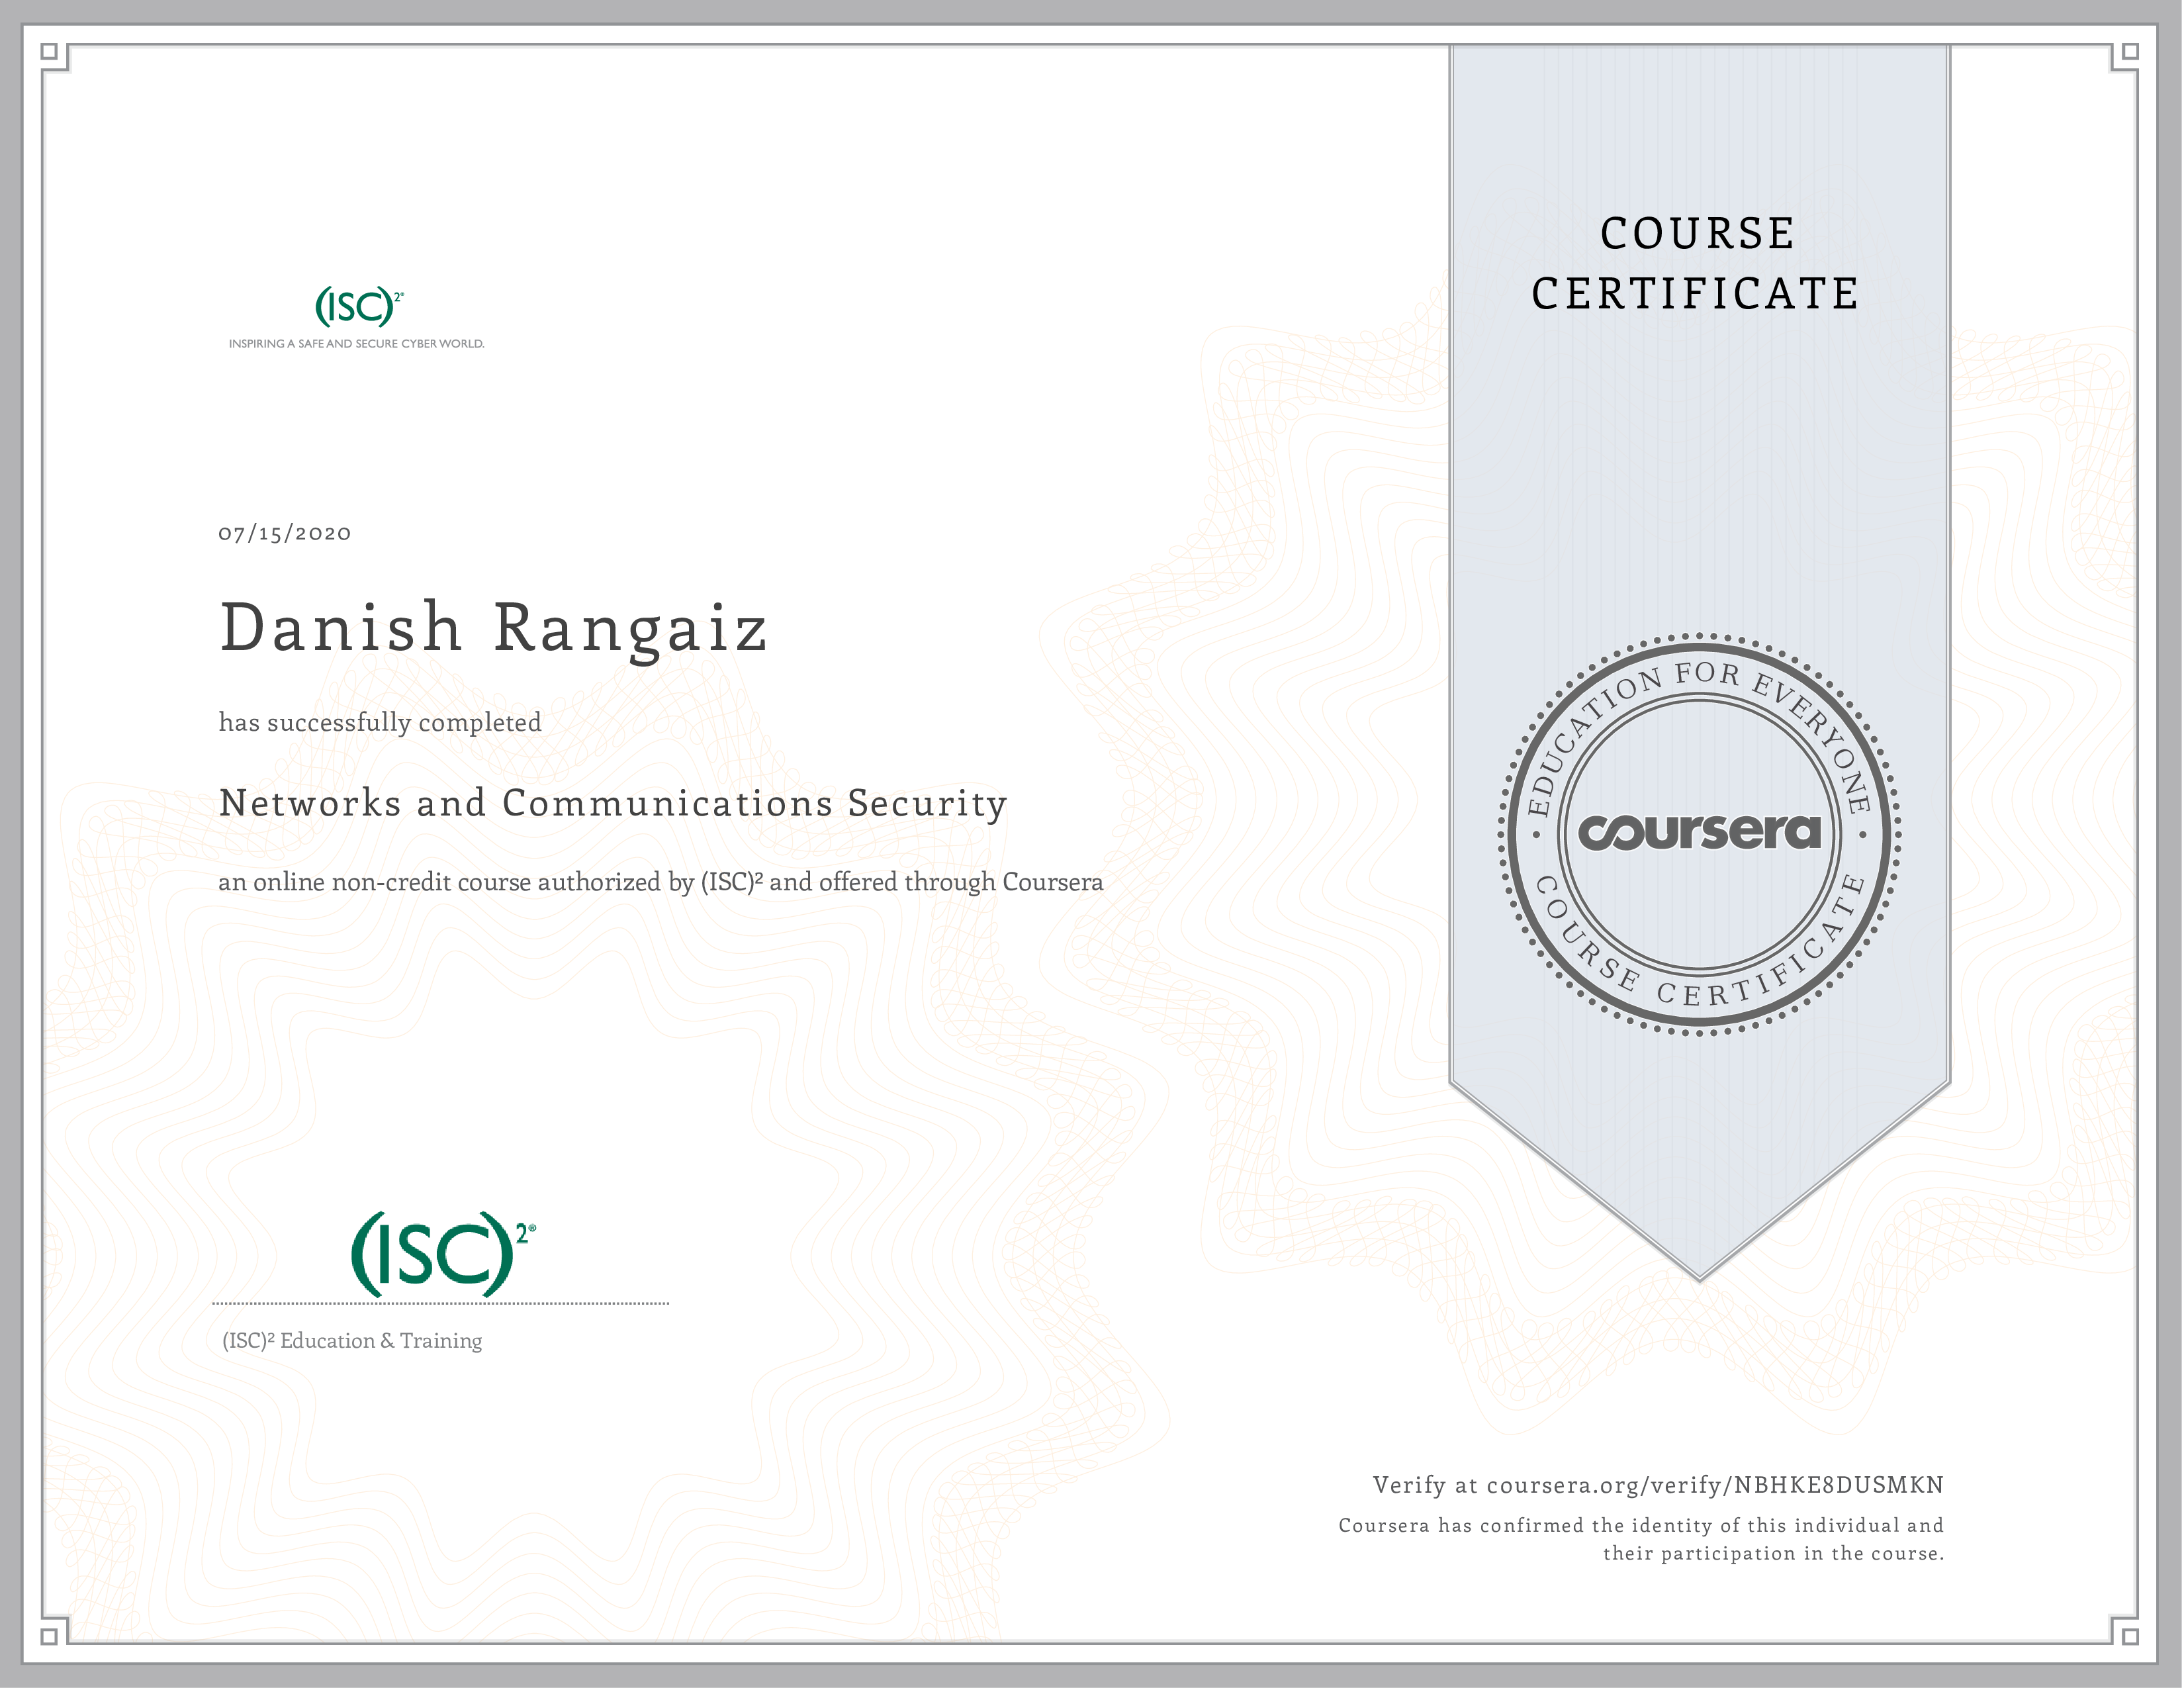 COURSE
CERTIFICATE
(ISC)²®
INSPIRING A SAFE AND SECURE CYBER WORLD.
07/15/2020
Danish Rangaiz
has successfully completed
Networks and Communications Security
an online non-credit course authorized by (ISC)² and offered through Coursera
EDUCATION FOR EVERYONE
coursera
COURSE CERTIFICATE
(ISC)²®
(ISC)² Education & Training
Verify at coursera.org/verify/NBHKE8DUSMKN
Coursera has confirmed the identity of this individual and
their participation in the course.